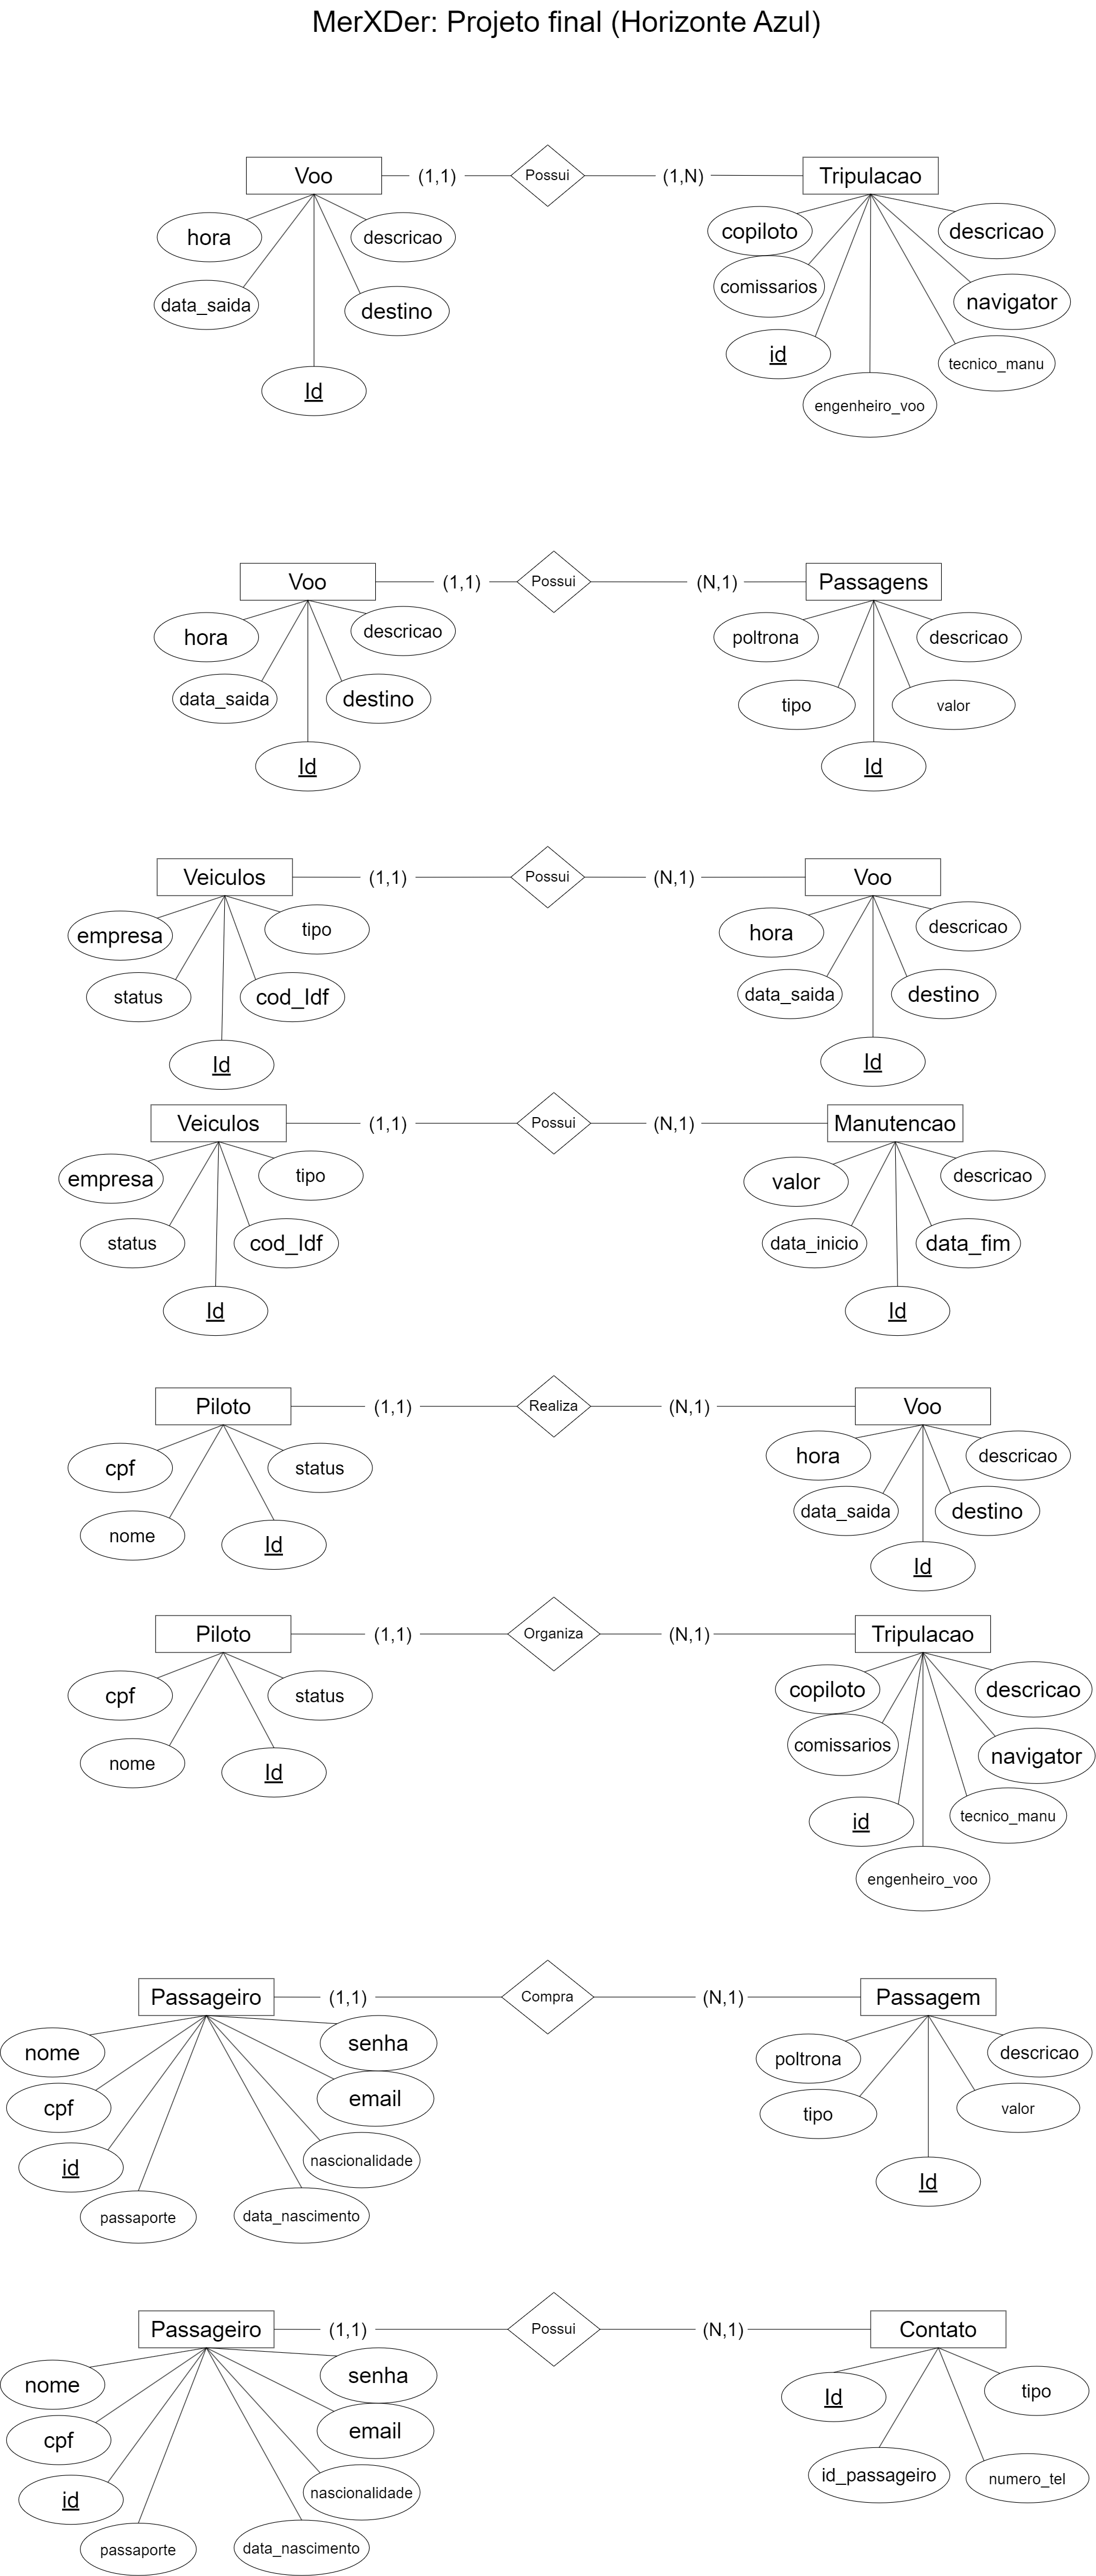 MerXDer: Projeto final (Horizonte Azul)
Voo (1,1) Possui (1,N) Tripulacao
hora descricao copiloto descricao
comissarios
data_saida destino navigator
id tecnico_manu
Id engenheiro_voo
Voo (1,1) Possui (N,1) Passagens
hora descricao poltrona descricao
data_saida destino tipo valor
Id Id
Veiculos (1,1) Possui (N,1) Voo
empresa tipo hora descricao
status cod_Idf data_saida destino
Id Id
Veiculos (1,1) Possui (N,1) Manutencao
empresa tipo valor descricao
status cod_Idf data_inicio data_fim
Id Id
Piloto (1,1) Realiza (N,1) Voo
cpf status hora descricao
nome Id data_saida destino
Id
Piloto (1,1) Organiza (N,1) Tripulacao
cpf status copiloto descricao
nome Id comissarios navigator
id tecnico_manu
engenheiro_voo
Passageiro (1,1) Compra (N,1) Passagem
nome senha poltrona descricao
cpf email tipo valor
id nascionalidade Id
passaporte data_nascimento
Passageiro (1,1) Possui (N,1) Contato
nome senha Id tipo
cpf email
id nascionalidade id_passageiro numero_tel
passaporte data_nascimento